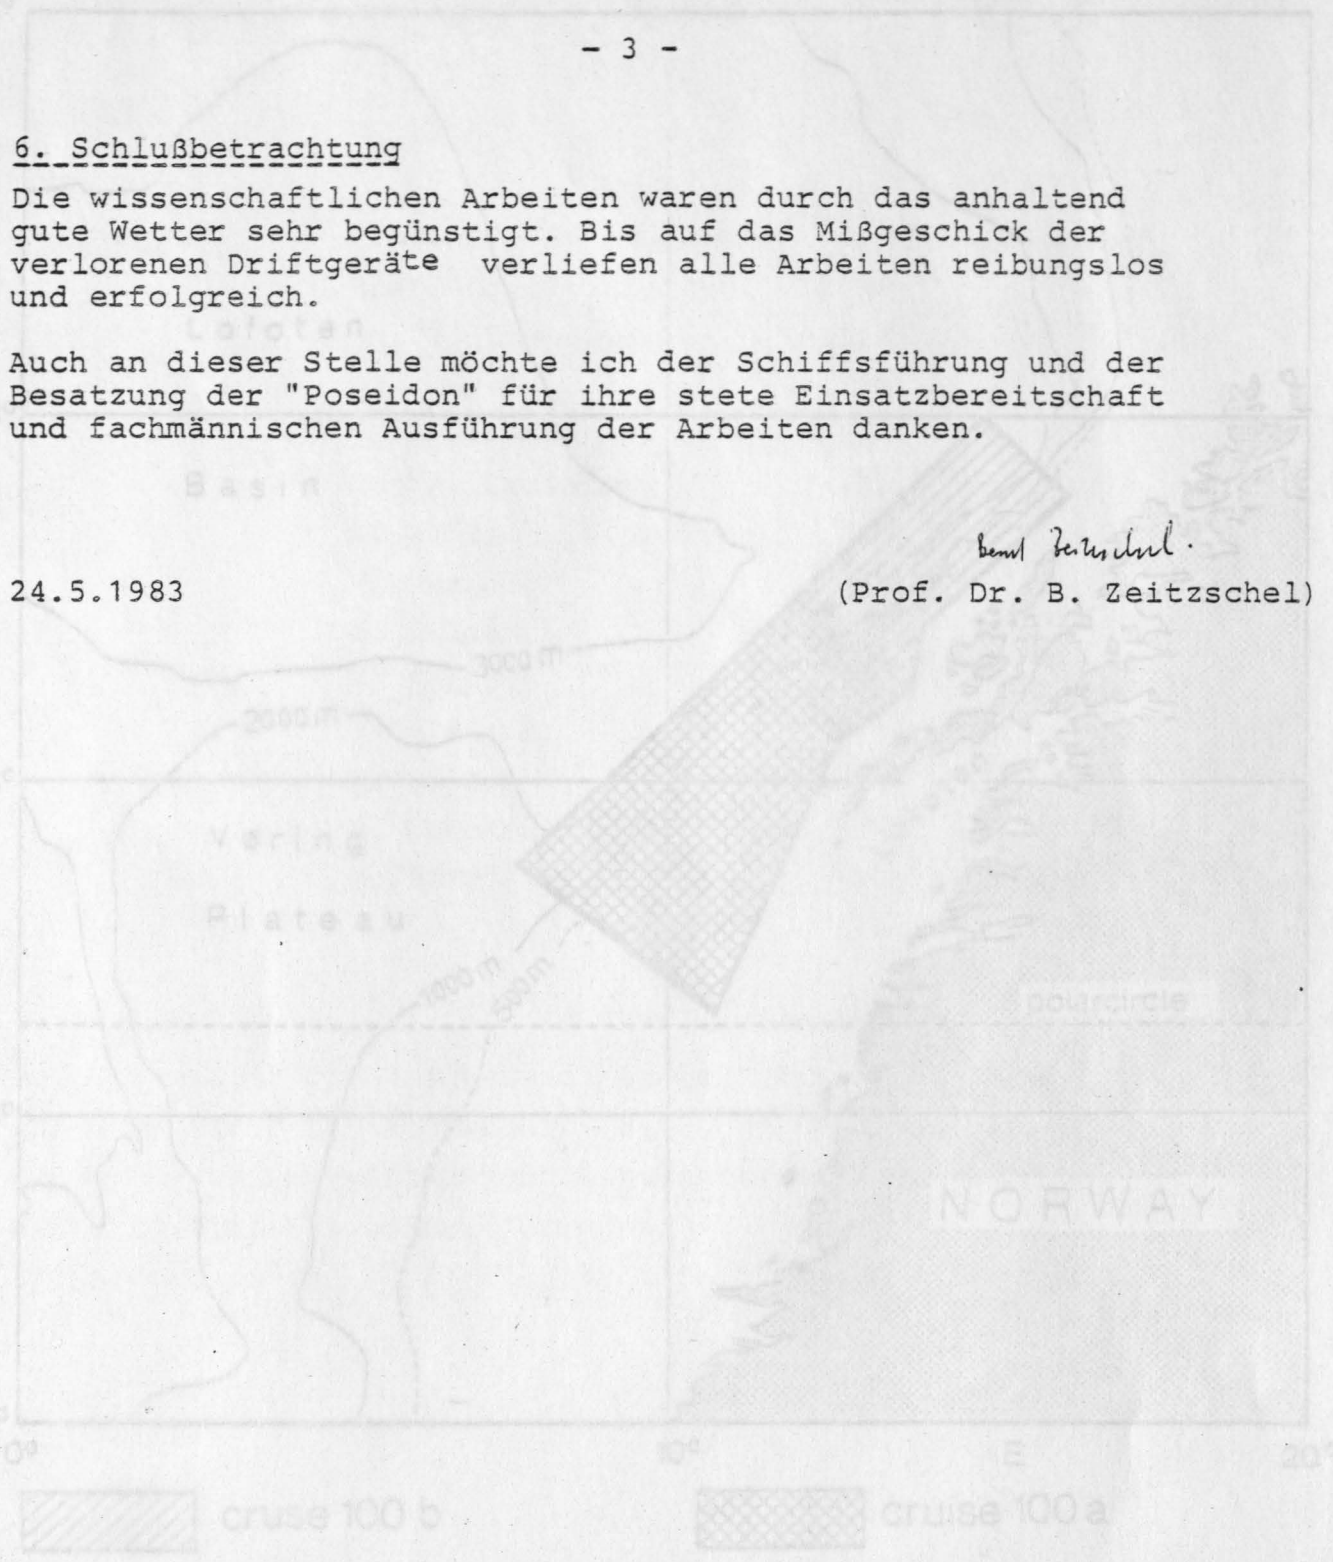 - 3 -
6. Schlußbetrachtung
Die wissenschaftlichen Arbeiten waren durch das anhaltend
gute Wetter sehr begünstigt. Bis auf das Mißgeschick der
verlorenen Driftgeräte verliefen alle Arbeiten reibungslos
und erfolgreich.
Auch an dieser Stelle möchte ich der Schiffsführung und der
Besatzung der "Poseidon" für ihre stete Einsatzbereitschaft
und fachmännischen Ausführung der Arbeiten danken.
Bernd Zeitzschel.
24.5.1983 (Prof. Dr. B. Zeitzschel)
Lofoten
Basin
3000 m
2000 m
Vøring
Plateau
1000 m
500 m
polarcircle
NORWAY
0° 10° E 20°
cruse 100 b cruise 100 a